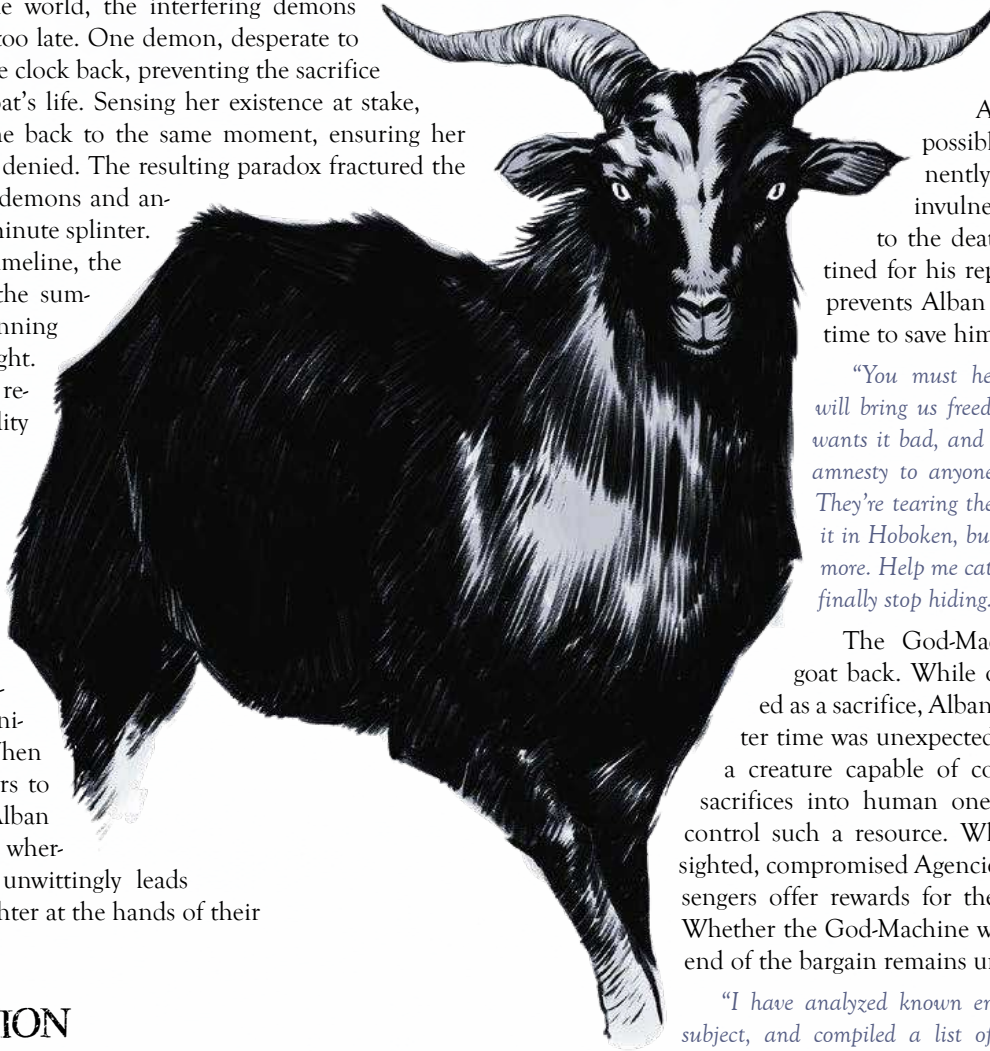 he world, the interfering demons
too late. One demon, desperate to
e clock back, preventing the sacrifice
oat's life. Sensing her existence at stake,
ne back to the same moment, ensuring her
denied. The resulting paradox fractured the
demons and an-
ninute splinter.
meline, the
the sum-
nning
ght.
re-
lity
ni-
When
rs to
Alban
wher-
unwittingly leads
hter at the hands of their
ION
A
possibl
nently
invulne
to the deat
tined for his rep
prevents Alban
time to save him
“You must he
will bring us freed
wants it bad, and
amnesty to anyone
They're tearing the
it in Hoboken, bu
more. Help me cat
finally stop hiding.
The God-Mac
goat back. While o
ed as a sacrifice, Alban
ter time was unexpected
a creature capable of co
sacrifices into human one
control such a resource. Wh
sighted, compromised Agencie
sengers offer rewards for the
Whether the God-Machine w
end of the bargain remains un
“I have analyzed known en
subject, and compiled a list of